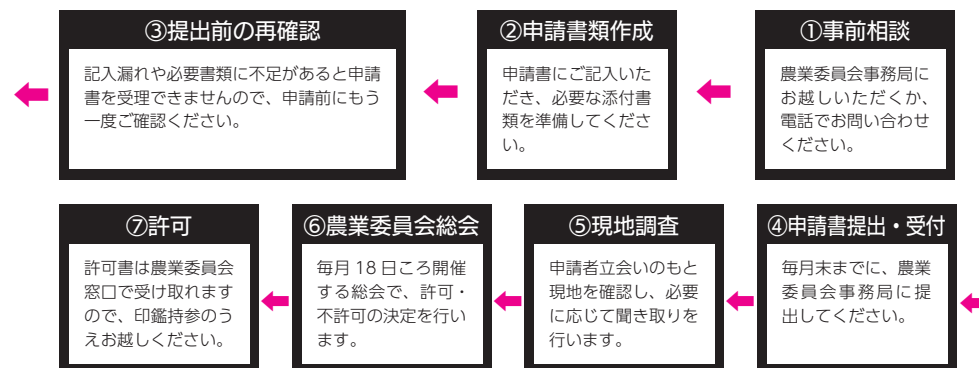 ①事前相談
農業委員会事務局に
お越しいただくか、
電話でお問い合わせ
ください。
②申請書類作成
申請書にご記入いた
だき、必要な添付書
類を準備してくださ
い。
③提出前の再確認
記入漏れや必要書類に不足があると申請
書を受理できませんので、申請前にもう
一度ご確認ください。
④申請書提出・受付
毎月末までに、農業
委員会事務局に提
出してください。
⑤現地調査
申請者立会いのもと
現地を確認し、必要
に応じて聞き取りを
行います。
⑥農業委員会総会
毎月 18 日ころ開催
する総会で、許可・
不許可の決定を行い
ます。
⑦許可
許可書は農業委員会
窓口で受け取れます
ので、印鑑持参のう
えお越しください。